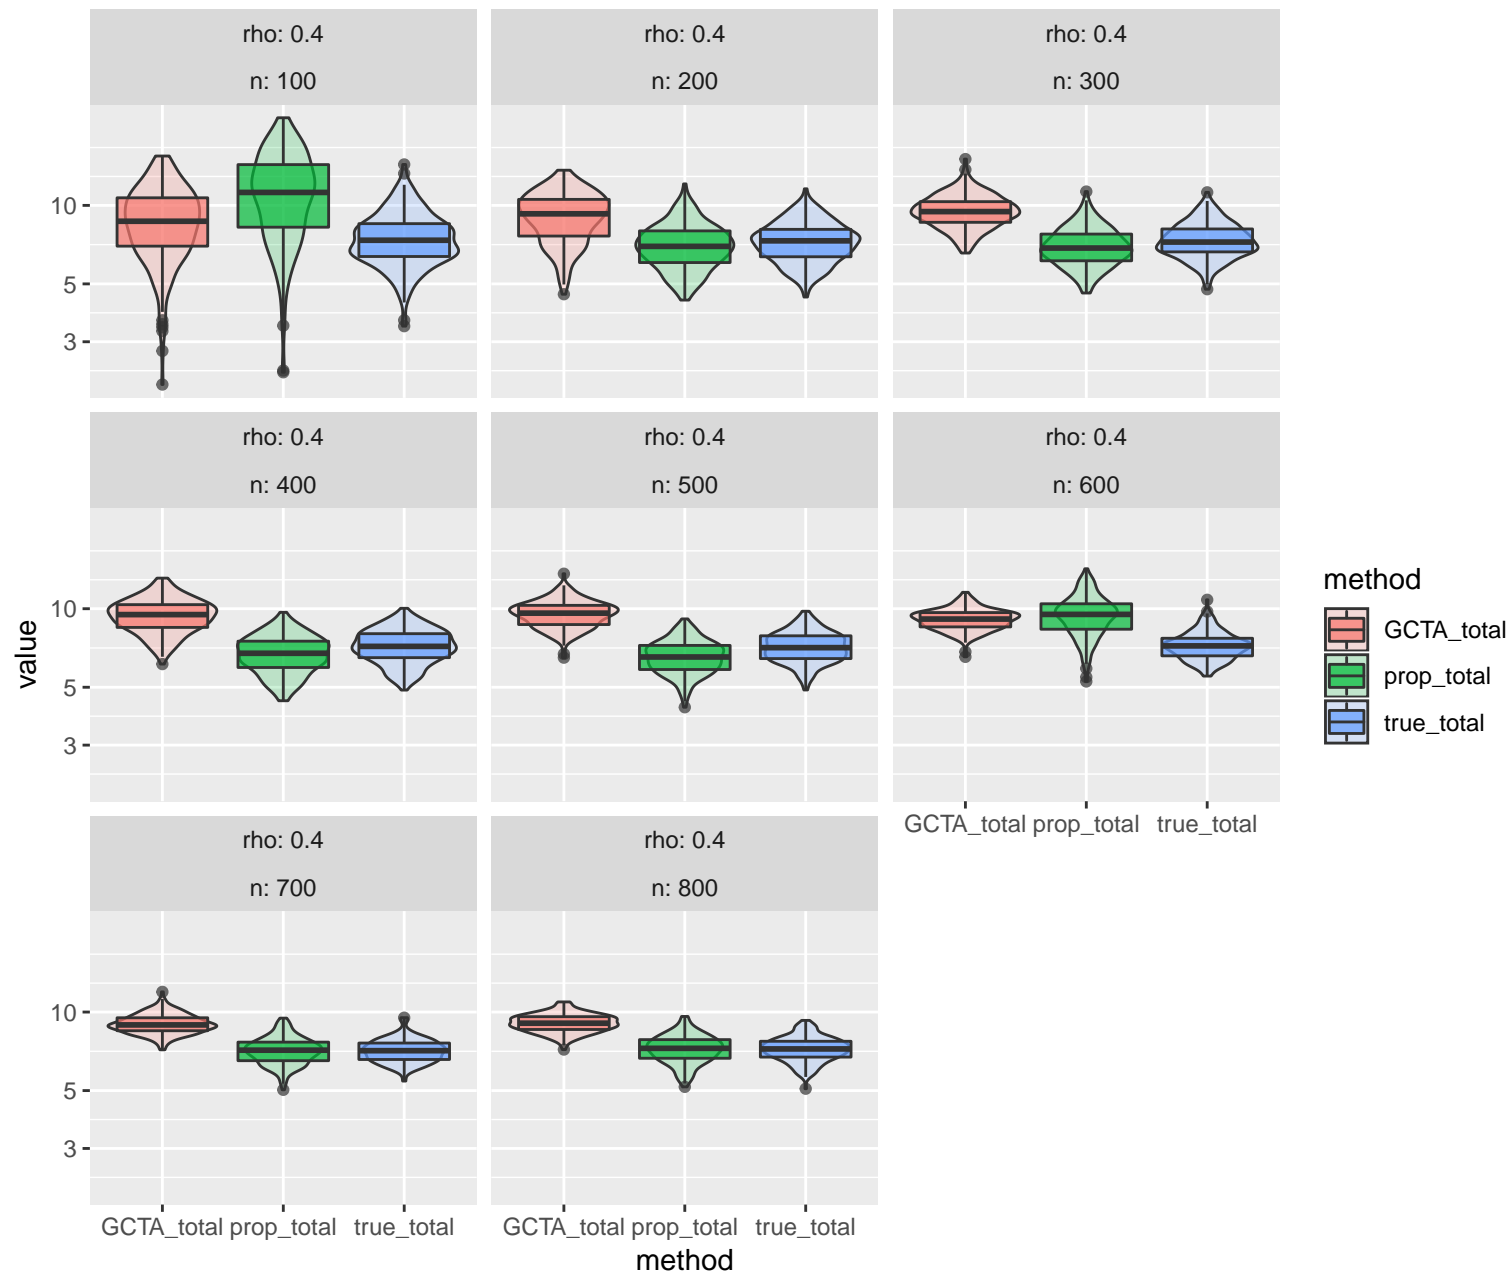 rho: 0.4
rho: 0.4
rho: 0.4
n: 100
n: 200
n: 300
10
5
3
rho: 0.4
rho: 0.4
rho: 0.4
n: 400
n: 500
n: 600
10
5
3
GCTA_total prop_total true_total
rho: 0.4
rho: 0.4
n: 700
n: 800
10
5
3
GCTA_total prop_total true_total
GCTA_total prop_total true_total
method
value
method
GCTA_total
prop_total
true_total